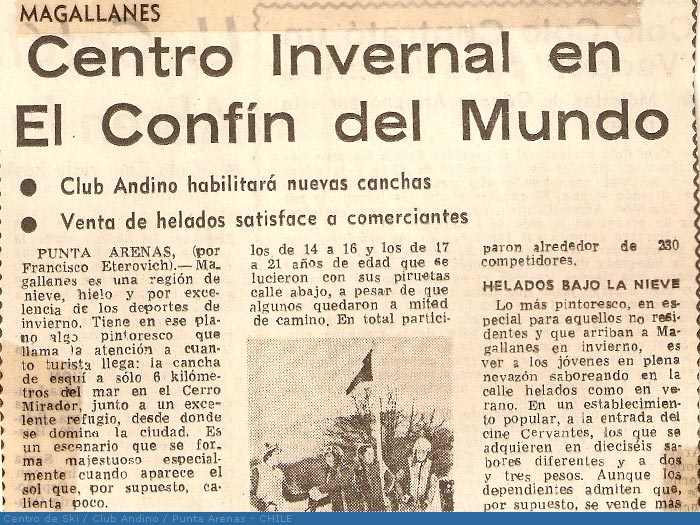 MAGALLANES
Centro Invernal en
El Confín del Mundo
● Club Andino habilitará nuevas canchas
● Venta de helados satisface a comerciantes
PUNTA ARENAS, (por
Francisco Eterovich).— Ma-
gallanes es una región de
nieve, hielo y por exce-
lencia de los deportes de
invierno. Tiene en ese pla-
no algo pintoresco que
llama la atención a cuan-
to turista llega: la cancha
de esquí a sólo 6 kilóme-
tros del mar en el Cerro
Mirador, junto a un exce-
lente refugio, desde donde
se domina la ciudad. Es
un escenario que se for-
ma majestuoso especial-
mente cuando aparece el
sol que, por supuesto, ca-
lienta poco.
los de 14 a 16 y los de 17
a 21 años de edad que se
lucieron con sus piruetas
calle abajo, a pesar de que
algunos quedaron a mitad
de camino. En total partici-
paron alrededor de 230
competidores.
HELADOS BAJO LA NIEVE
Lo más pintoresco, en es-
pecial para aquellos no resi-
dentes y que arriban a Ma-
gallanes en invierno, es
ver a los jóvenes en plena
nevazón saboreando en la
calle helados como en ve-
rano. En un establecimien-
to popular, a la entrada del
cine Cervantes, los que se
adquieren en dieciséis sa-
bores diferentes y a dos
y tres pesos. Aunque los
dependientes admiten que,
por supuesto, se vende más
Centro de Ski / Club Andino / Punta Arenas - CHILE